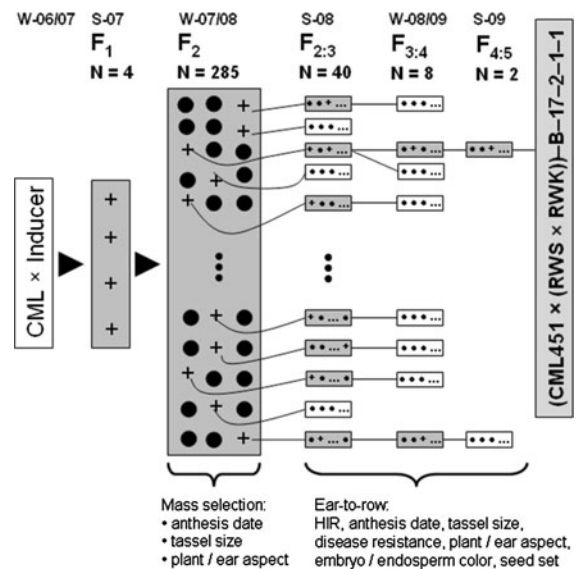 W-06/07 S-07 W-07/08 S-08 W-08/09 S-09
F1 F2 F2:3 F3:4 F4:5
N = 4 N = 285 N = 40 N = 8 N = 2
CML × Inducer
(CML451 × (RWS × RWK))–B–17–2–1–1
Mass selection:
• anthesis date
• tassel size
• plant / ear aspect
Ear-to-row:
HIR, anthesis date, tassel size,
disease resistance, plant / ear aspect,
embryo / endosperm color, seed set